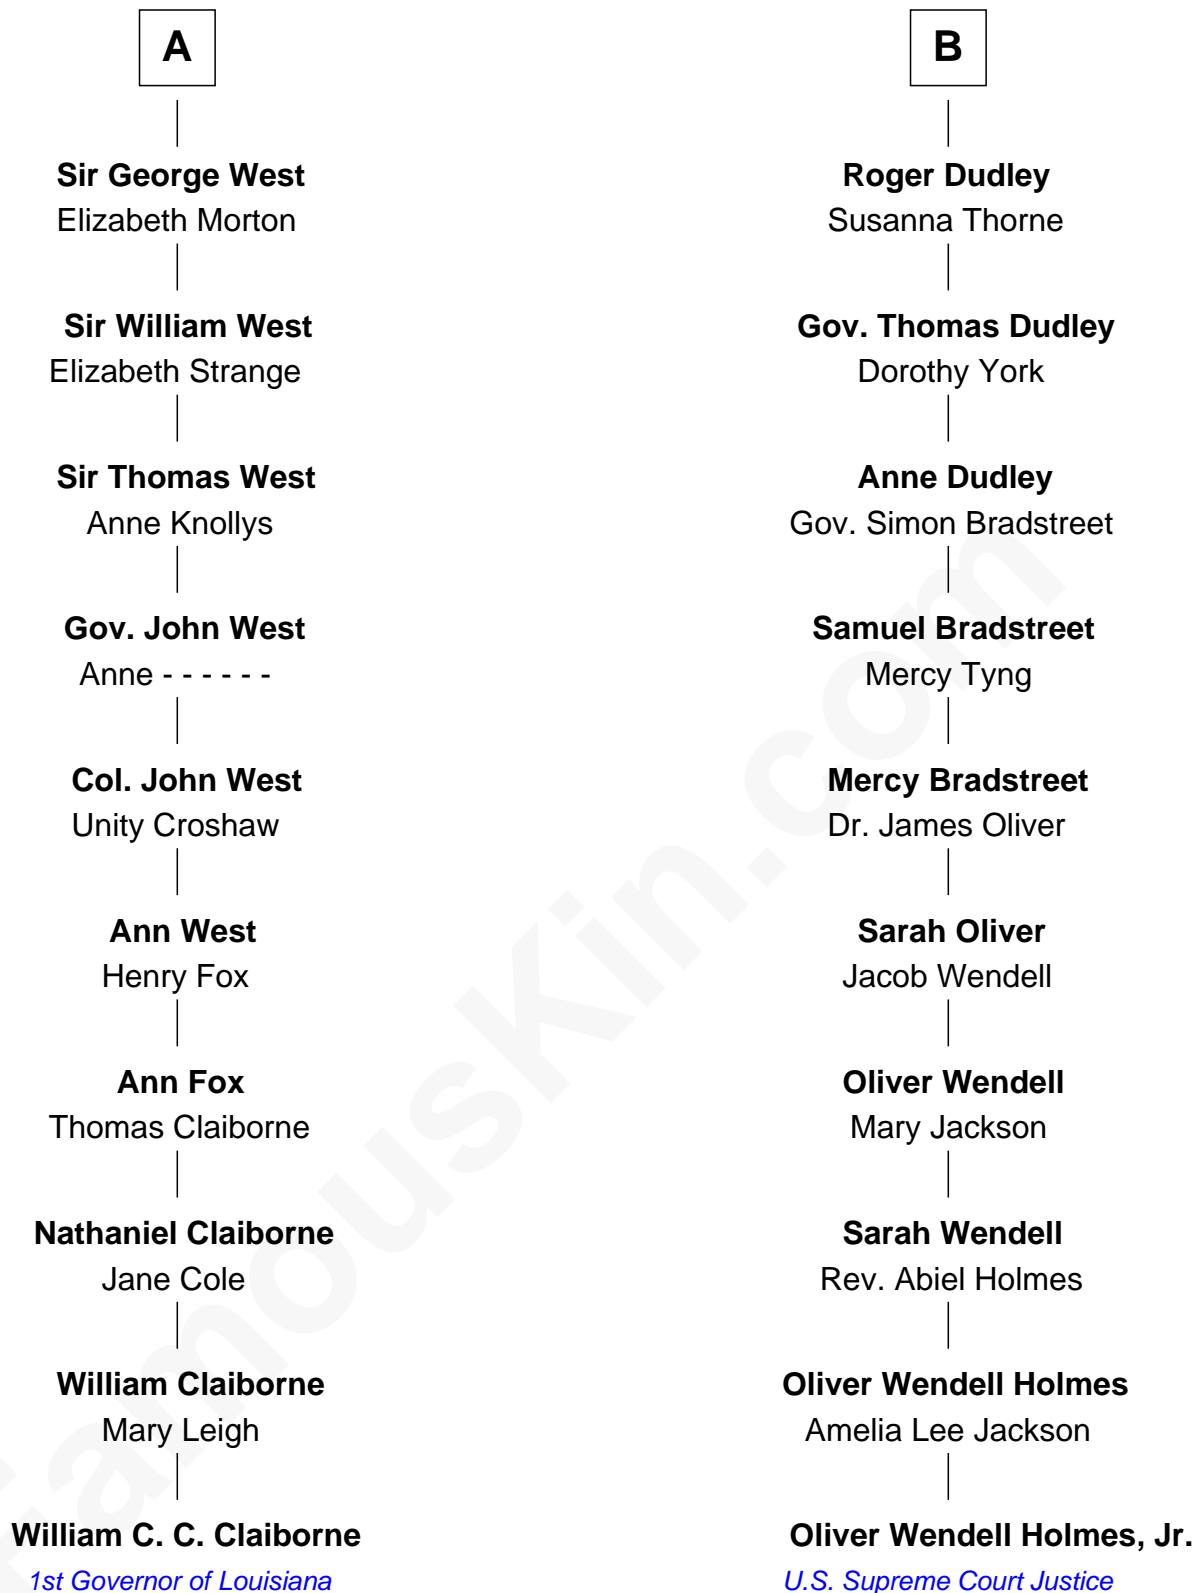 A
Sir George West
Elizabeth Morton
Sir William West
Elizabeth Strange
Sir Thomas West
Anne Knollys
Gov. John West
Anne - - - - - -
Col. John West
Unity Croshaw
Ann West
Henry Fox
Ann Fox
Thomas Claiborne
Nathaniel Claiborne
Jane Cole
William Claiborne
Mary Leigh
William C. C. Claiborne
1st Governor of Louisiana
B
Roger Dudley
Susanna Thorne
Gov. Thomas Dudley
Dorothy York
Anne Dudley
Gov. Simon Bradstreet
Samuel Bradstreet
Mercy Tyng
Mercy Bradstreet
Dr. James Oliver
Sarah Oliver
Jacob Wendell
Oliver Wendell
Mary Jackson
Sarah Wendell
Rev. Abiel Holmes
Oliver Wendell Holmes
Amelia Lee Jackson
Oliver Wendell Holmes, Jr.
U.S. Supreme Court Justice
FamousKin.com